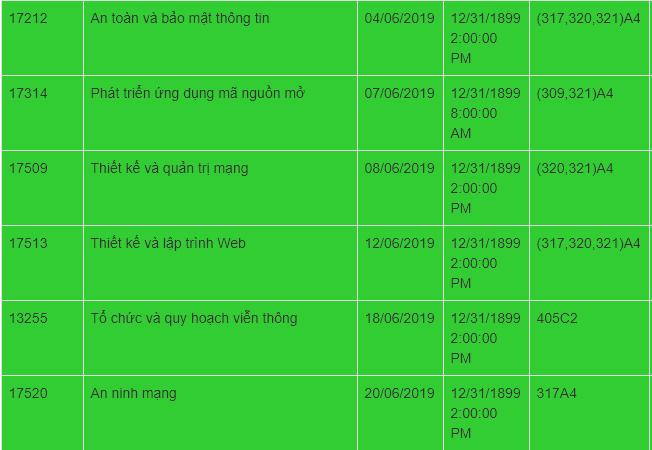 17212 An toàn và bảo mật thông tin 04/06/2019 12/31/1899 (317,320,321)A4
2:00:00
PM
17314 Phát triển ứng dụng mã nguồn mở 07/06/2019 12/31/1899 (309,321)A4
8:00:00
AM
17509 Thiết kế và quản trị mạng 08/06/2019 12/31/1899 (320,321)A4
2:00:00
PM
17513 Thiết kế và lập trình Web 12/06/2019 12/31/1899 (317,320,321)A4
2:00:00
PM
13255 Tổ chức và quy hoạch viễn thông 18/06/2019 12/31/1899 405C2
2:00:00
PM
17520 An ninh mạng 20/06/2019 12/31/1899 317A4
2:00:00
PM